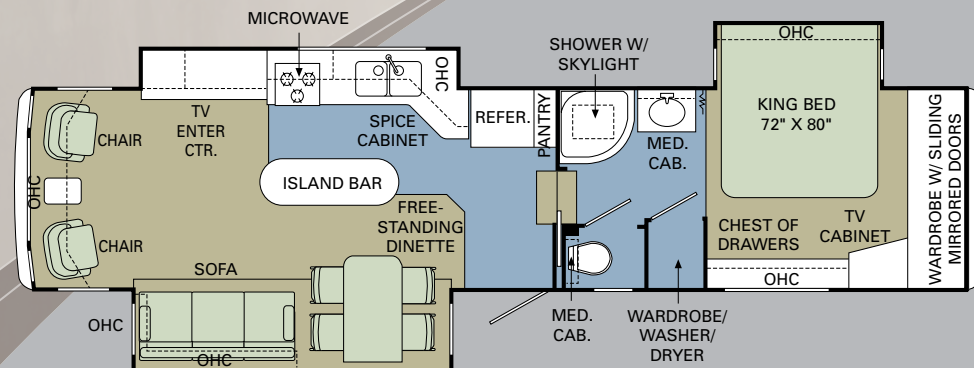 MICROWAVE
OHC
SHOWER W/
SKYLIGHT
OHC
TV
ENTER
CTR.
SPICE
CABINET
REFER.
PANTRY
MED.
CAB.
KING BED
72" X 80"
WARDROBE W/ SLIDING
MIRRORED DOORS
CHAIR
OHC
CHAIR
ISLAND BAR
FREE-
STANDING
DINETTE
CHEST OF
DRAWERS
TV
CABINET
SOFA
OHC
OHC
OHC
MED.
CAB.
WARDROBE/
WASHER/
DRYER